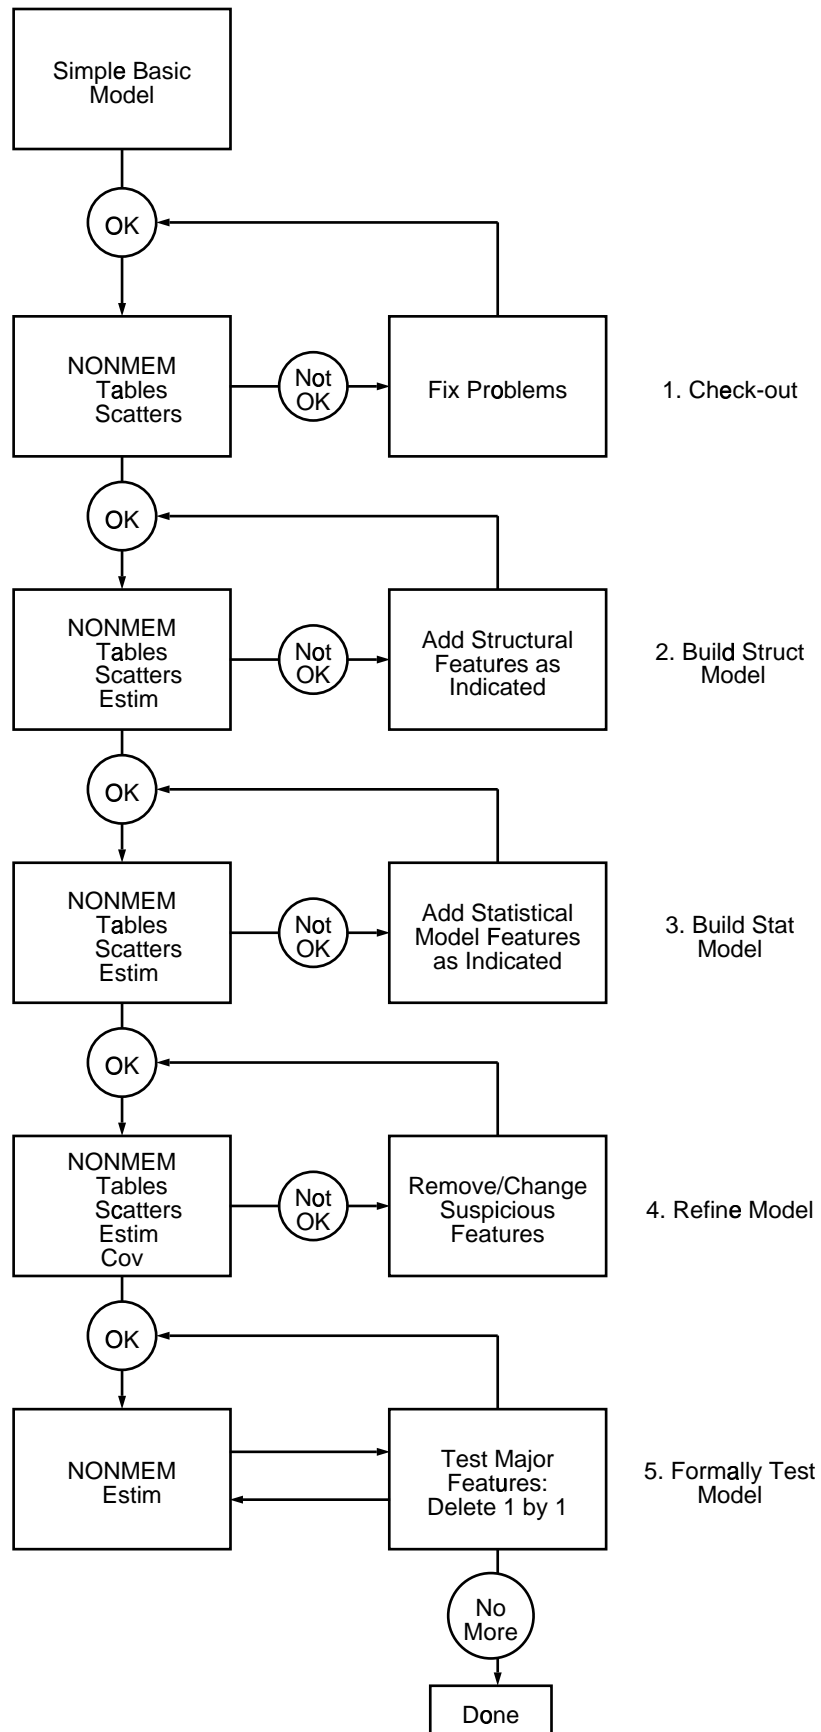 Simple Basic
Model
OK
NONMEM
Tables
Scatters
Not
OK
Fix Problems
1. Check-out
OK
NONMEM
Tables
Scatters
Estim
Not
OK
Add Structural
Features as
Indicated
2. Build Struct
Model
OK
NONMEM
Tables
Scatters
Estim
Not
OK
Add Statistical
Model Features
as Indicated
3. Build Stat
Model
OK
NONMEM
Tables
Scatters
Estim
Cov
Not
OK
Remove/Change
Suspicious
Features
4. Refine Model
OK
NONMEM
Estim
Test Major
Features:
Delete 1 by 1
5. Formally Test
Model
No
More
Done